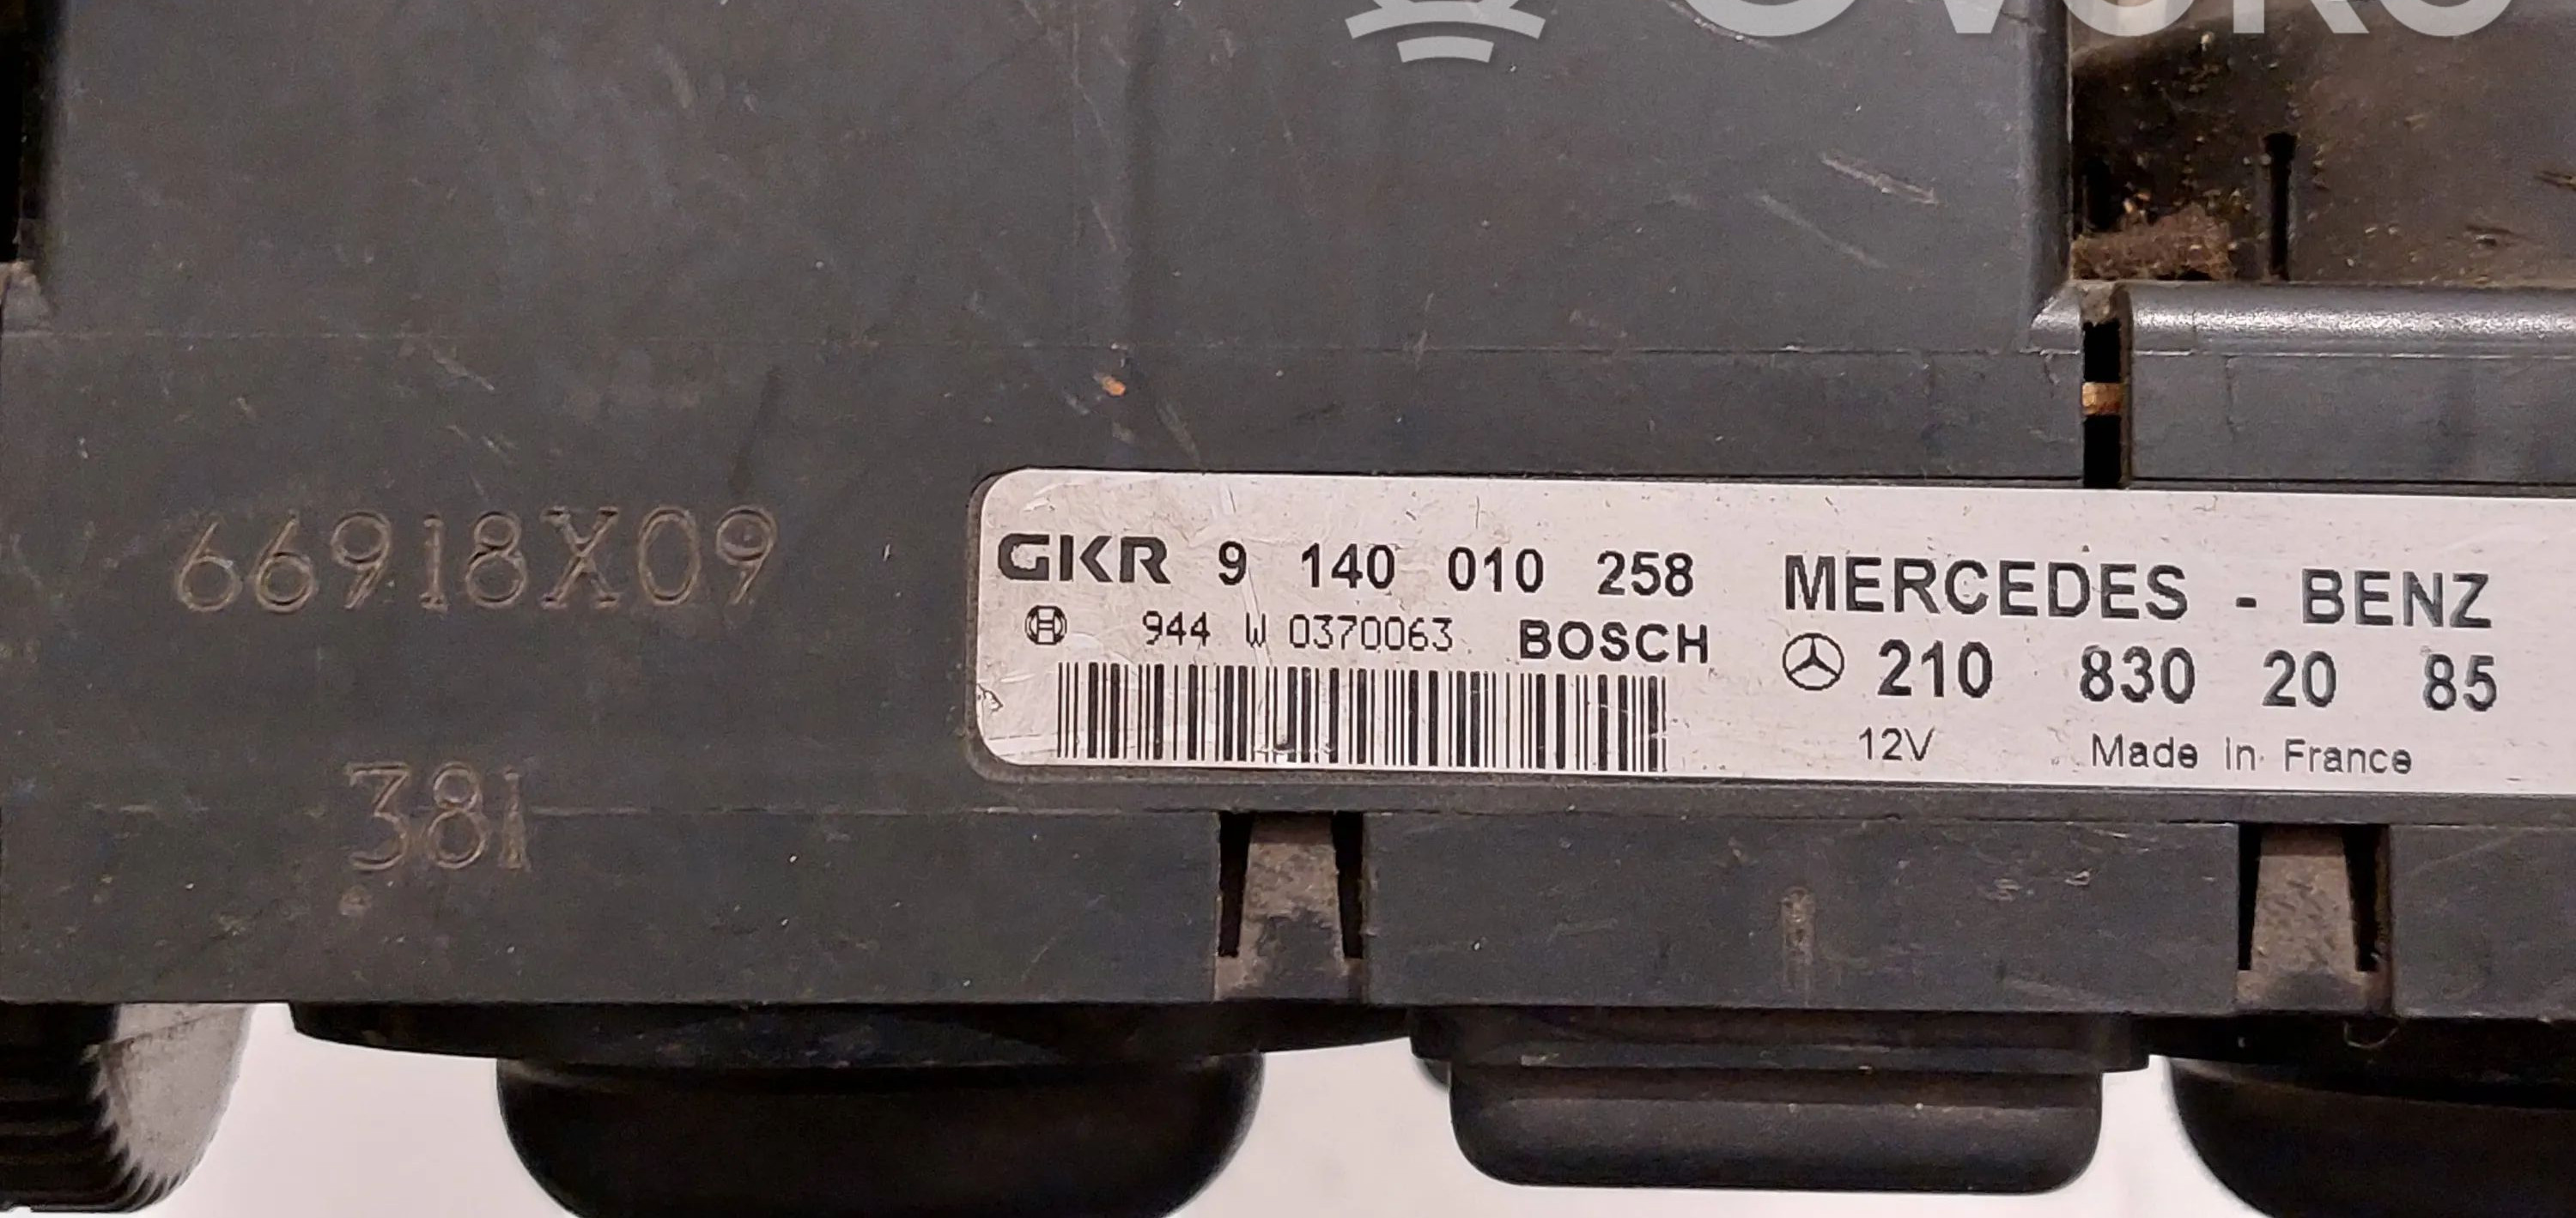 66918X09
381
GKR 9 140 010 258
944 W 0370063 BOSCH
MERCEDES - BENZ
210 830 20 85
12V Made in France